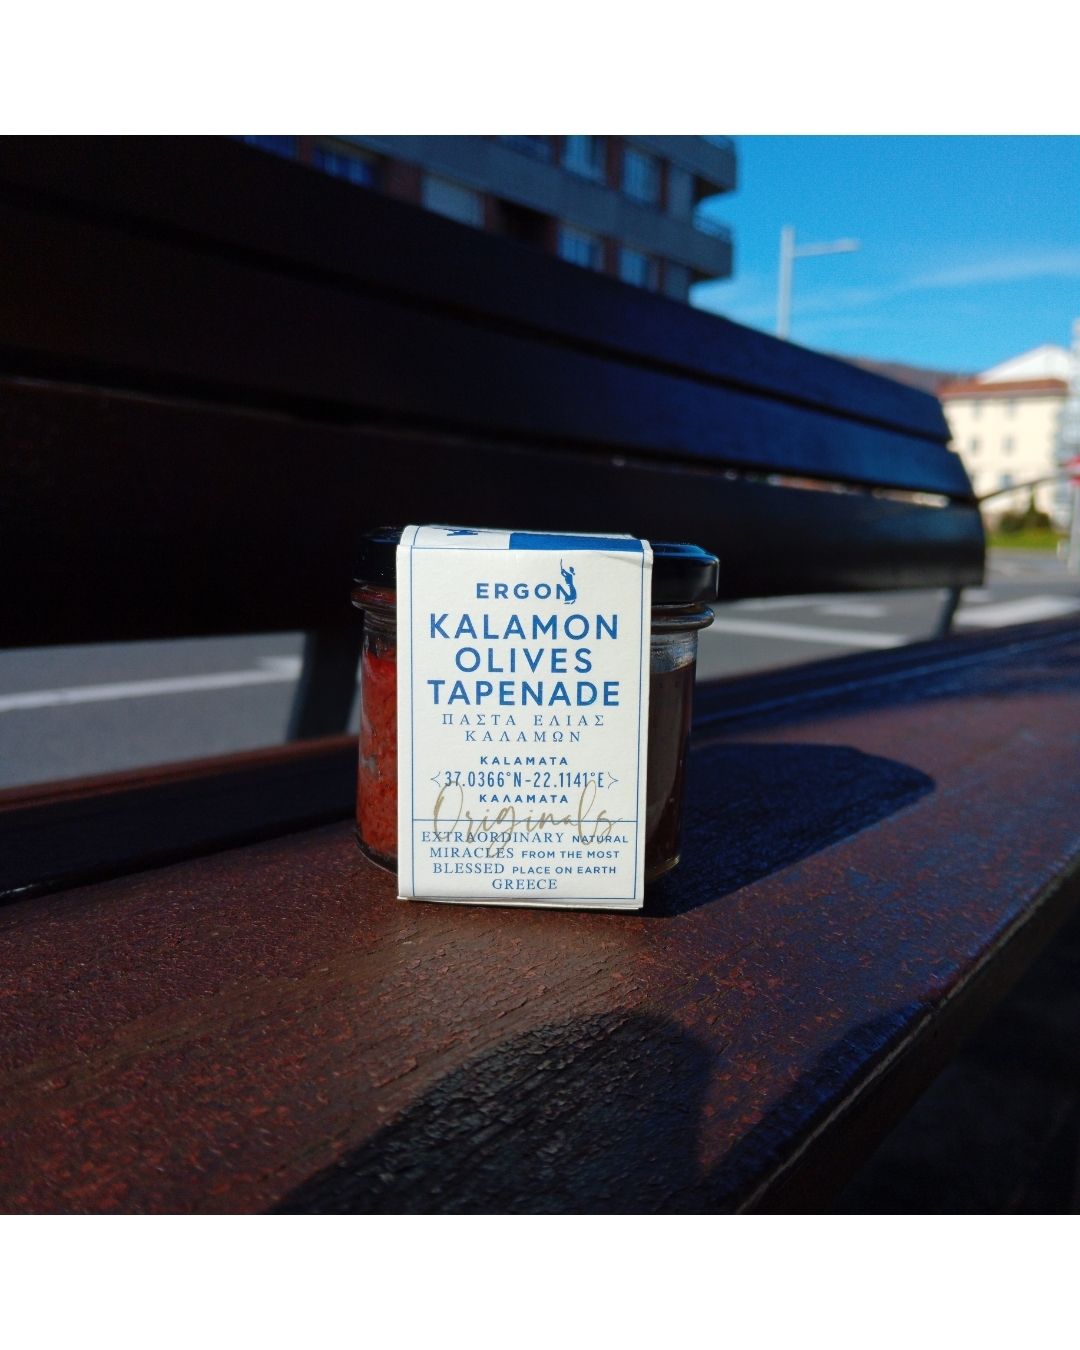 ERGON
KALAMON
OLIVES
TAPENADE
ΠΑΣΤΑ ΕΛΙΑΣ
ΚΑΛΑΜΩΝ
KALAMATA
37.0366°N-22.1141°E
ΚΑΛΑΜΑΤΑ
Originals
EXTRAORDINARY NATURAL
MIRACLES FROM THE MOST
BLESSED PLACE ON EARTH
GREECE